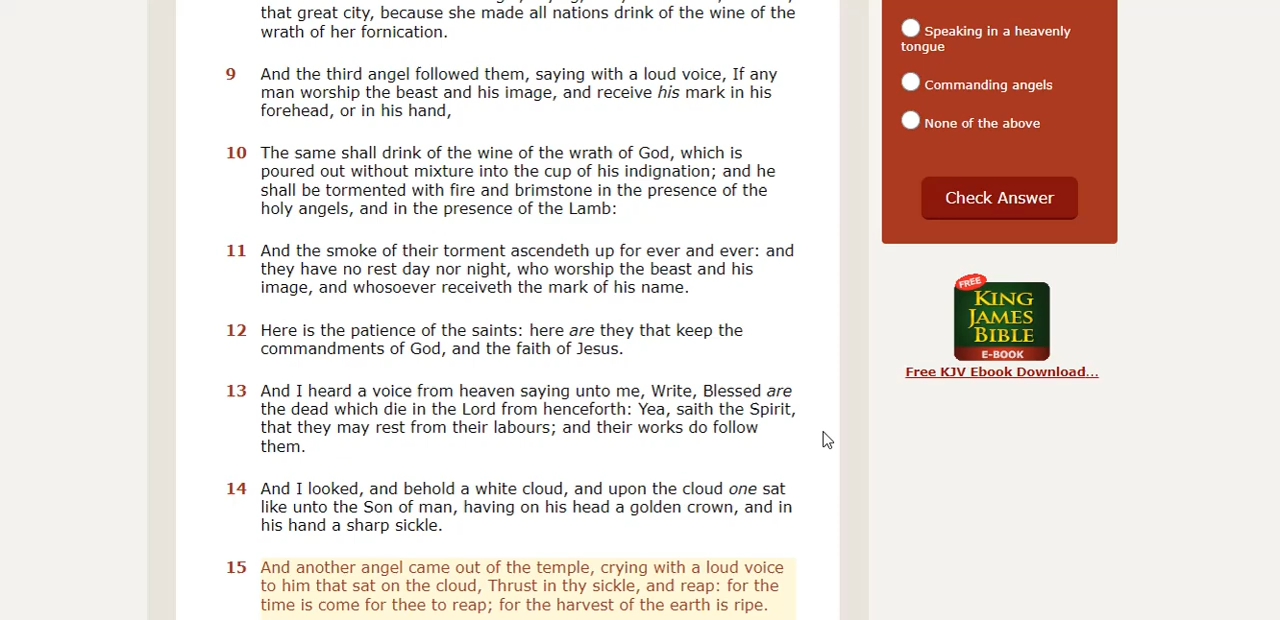 that great city, because she made all nations drink of the wine of the
wrath of her fornication.
9 And the third angel followed them, saying with a loud voice, If any
man worship the beast and his image, and receive his mark in his
forehead, or in his hand,
10 The same shall drink of the wine of the wrath of God, which is
poured out without mixture into the cup of his indignation; and he
shall be tormented with fire and brimstone in the presence of the
holy angels, and in the presence of the Lamb:
11 And the smoke of their torment ascendeth up for ever and ever: and
they have no rest day nor night, who worship the beast and his
image, and whosoever receiveth the mark of his name.
12 Here is the patience of the saints: here are they that keep the
commandments of God, and the faith of Jesus.
13 And I heard a voice from heaven saying unto me, Write, Blessed are
the dead which die in the Lord from henceforth: Yea, saith the Spirit,
that they may rest from their labours; and their works do follow
them.
14 And I looked, and behold a white cloud, and upon the cloud one sat
like unto the Son of man, having on his head a golden crown, and in
his hand a sharp sickle.
15 And another angel came out of the temple, crying with a loud voice
to him that sat on the cloud, Thrust in thy sickle, and reap: for the
time is come for thee to reap; for the harvest of the earth is ripe.
Speaking in a heavenly
tongue
Commanding angels
None of the above
Check Answer
FREE
KING
JAMES
BIBLE
E-BOOK
Free KJV Ebook Download...